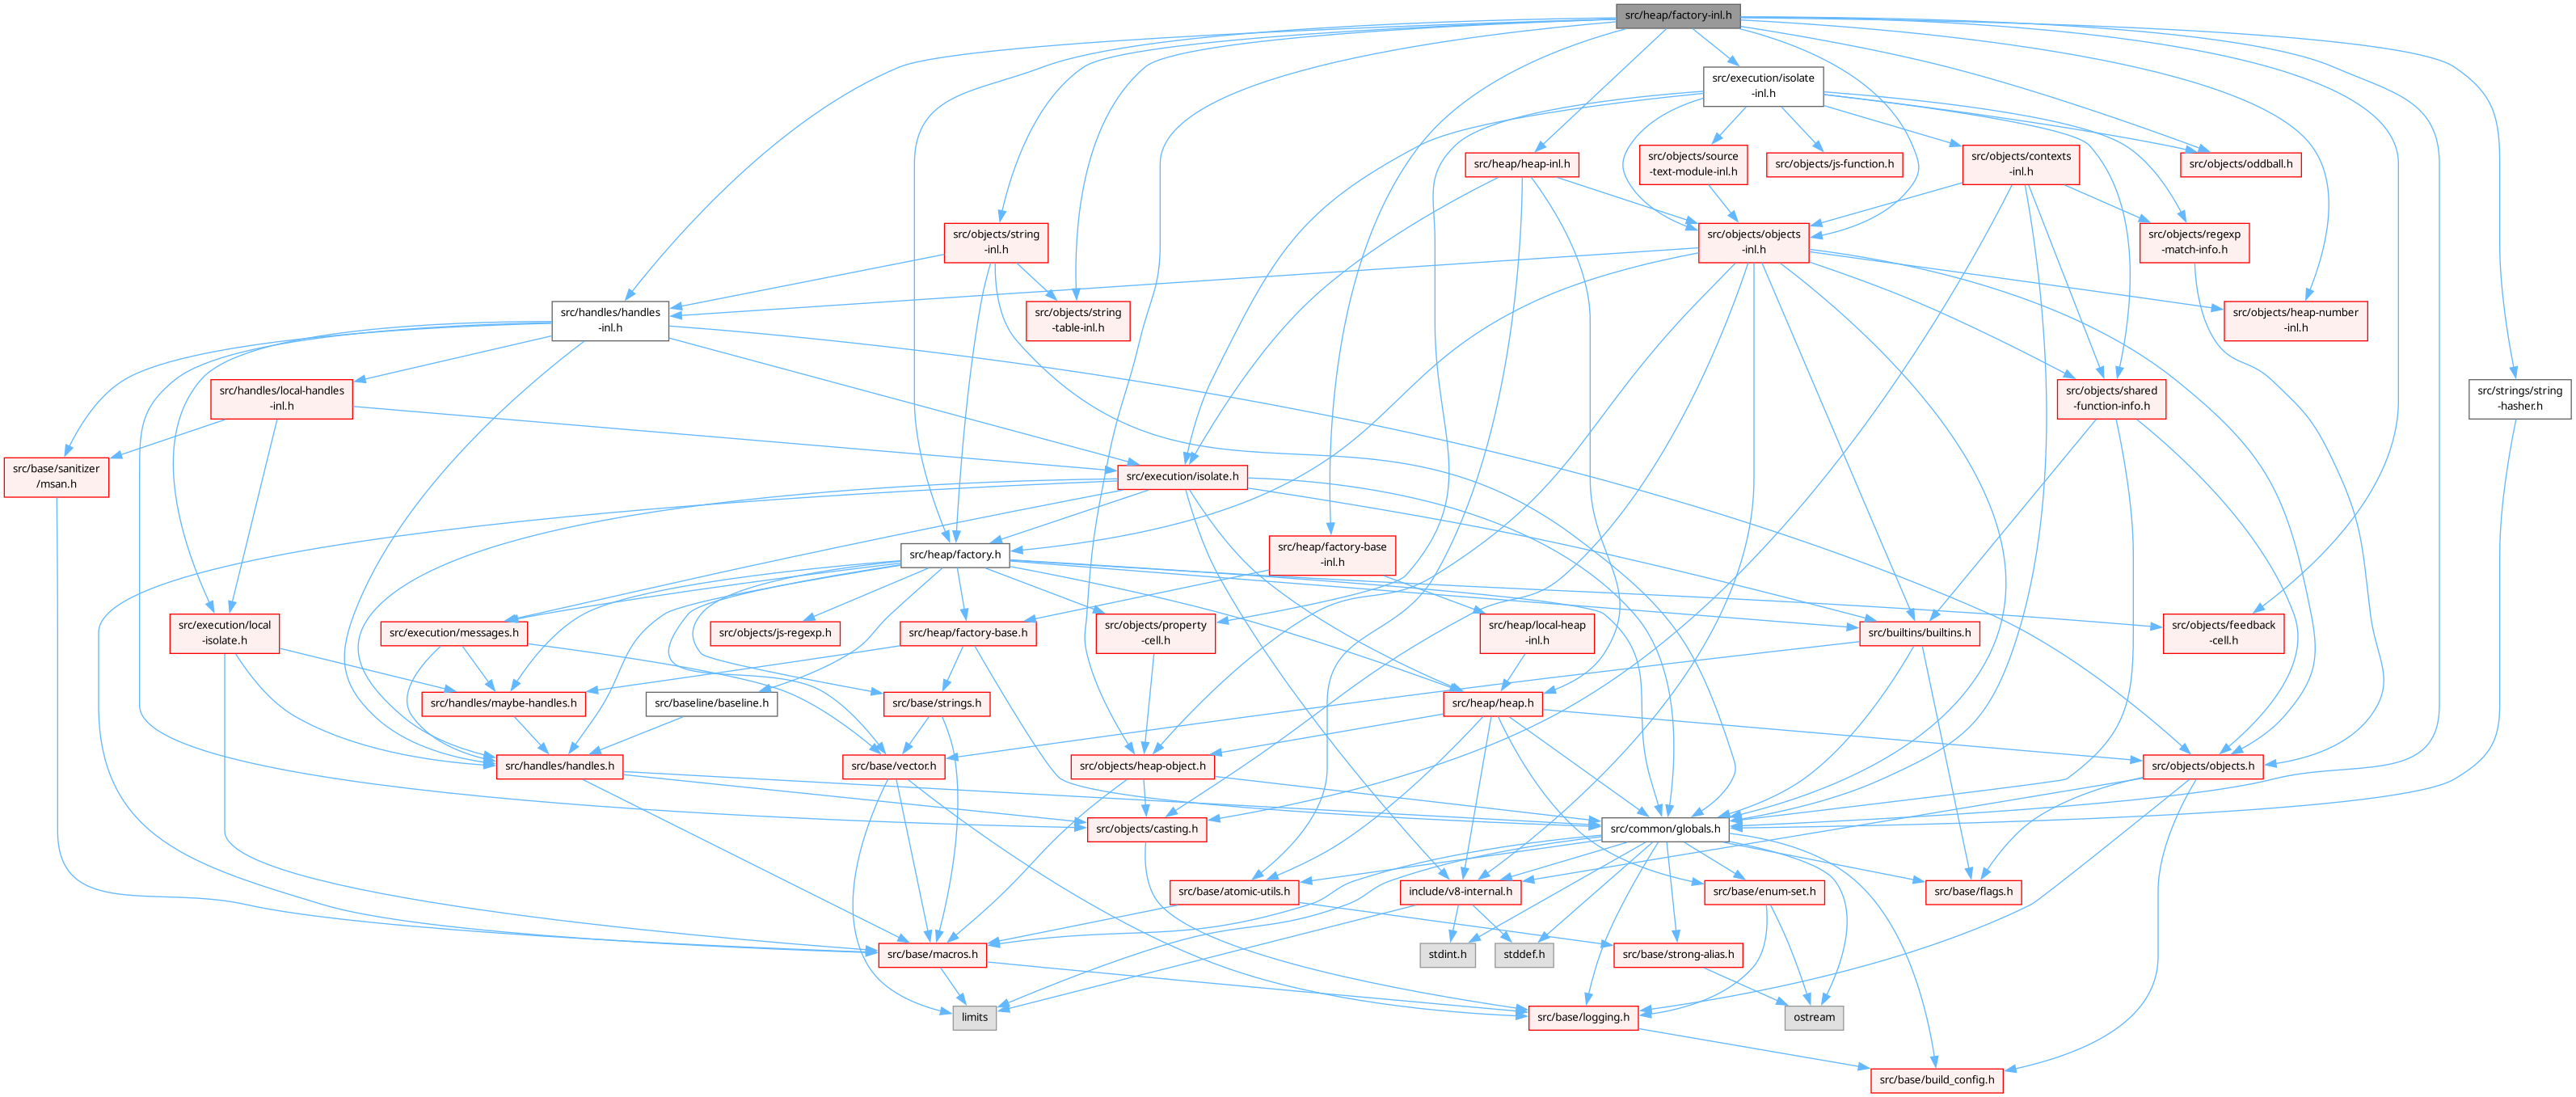 src/heap/factory-inl.h
src/execution/isolate
-inl.h
src/heap/heap-inl.h
src/objects/source
-text-module-inl.h
src/objects/js-function.h
src/objects/contexts
-inl.h
src/objects/oddball.h
src/objects/string
-inl.h
src/objects/objects
-inl.h
src/objects/regexp
-match-info.h
src/handles/handles
-inl.h
src/objects/string
-table-inl.h
src/objects/heap-number
-inl.h
src/handles/local-handles
-inl.h
src/objects/shared
-function-info.h
src/strings/string
-hasher.h
src/base/sanitizer
/msan.h
src/execution/isolate.h
src/heap/factory.h
src/heap/factory-base
-inl.h
src/execution/local
-isolate.h
src/execution/messages.h
src/objects/js-regexp.h
src/heap/factory-base.h
src/objects/property
-cell.h
src/heap/local-heap
-inl.h
src/builtins/builtins.h
src/objects/feedback
-cell.h
src/handles/maybe-handles.h
src/baseline/baseline.h
src/base/strings.h
src/heap/heap.h
src/handles/handles.h
src/base/vector.h
src/objects/heap-object.h
src/objects/objects.h
src/objects/casting.h
src/common/globals.h
src/base/atomic-utils.h
include/v8-internal.h
src/base/enum-set.h
src/base/flags.h
src/base/macros.h
stdint.h
stddef.h
src/base/strong-alias.h
limits
src/base/logging.h
ostream
src/base/build_config.h